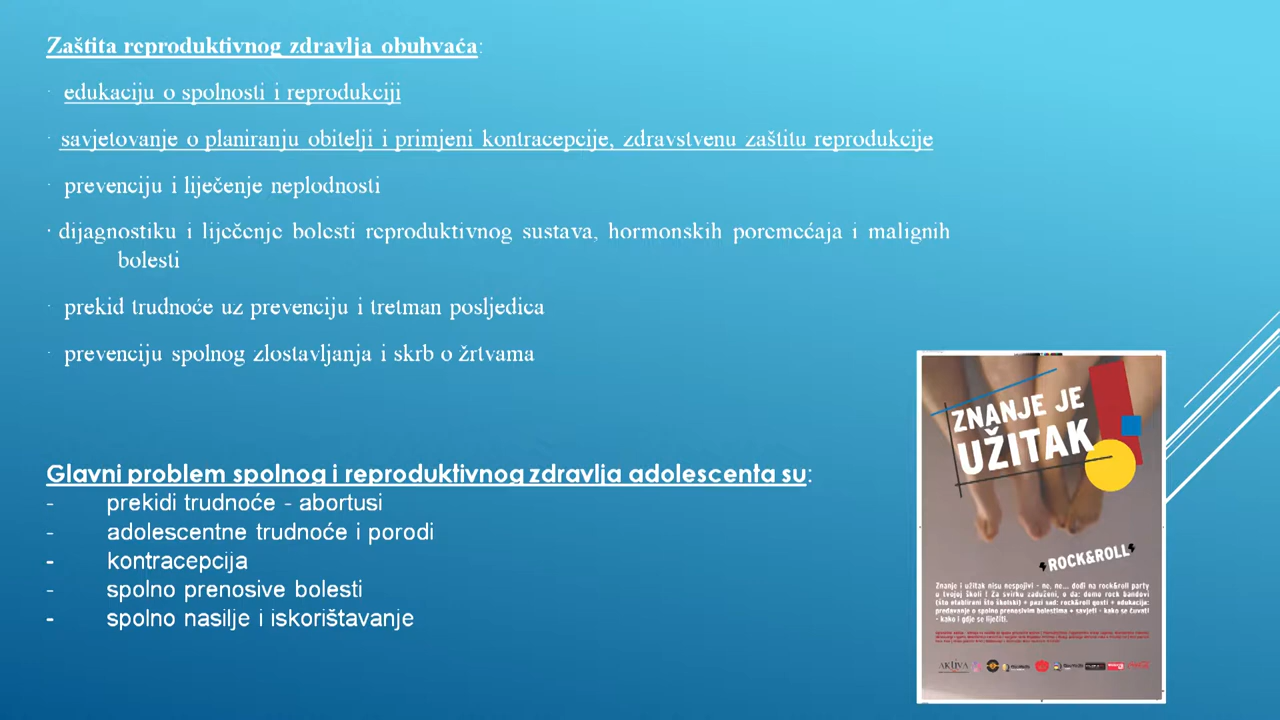 Zaštita reproduktivnog zdravlja obuhvaća:
· edukaciju o spolnosti i reprodukciji
· savjetovanje o planiranju obitelji i primjeni kontracepcije, zdravstvenu zaštitu reprodukcije
· prevenciju i liječenje neplodnosti
· dijagnostiku i liječenje bolesti reproduktivnog sustava, hormonskih poremećaja i malignih
bolesti
· prekid trudnoće uz prevenciju i tretman posljedica
· prevenciju spolnog zlostavljanja i skrb o žrtvama
Glavni problem spolnog i reproduktivnog zdravlja adolescenta su:
- prekidi trudnoće - abortusi
- adolescentne trudnoće i porodi
- kontracepcija
- spolno prenosive bolesti
- spolno nasilje i iskorištavanje
ZNANJE JE
UŽITAK
ROCK&ROLL
Znanje i užitak nisu nespojivi - ne, ne... dođi na rock&roll party
u tvojoj školi ! Za svirku zaduženi, o da: domo rock bandovi
(što etablirani što školski) + pazi sad: rock&roll gosti + edukacija:
predavanje o spolno prenosivim bolestima + savjeti - kako se čuvati
- kako i gdje se liječiti.
AKTIVA